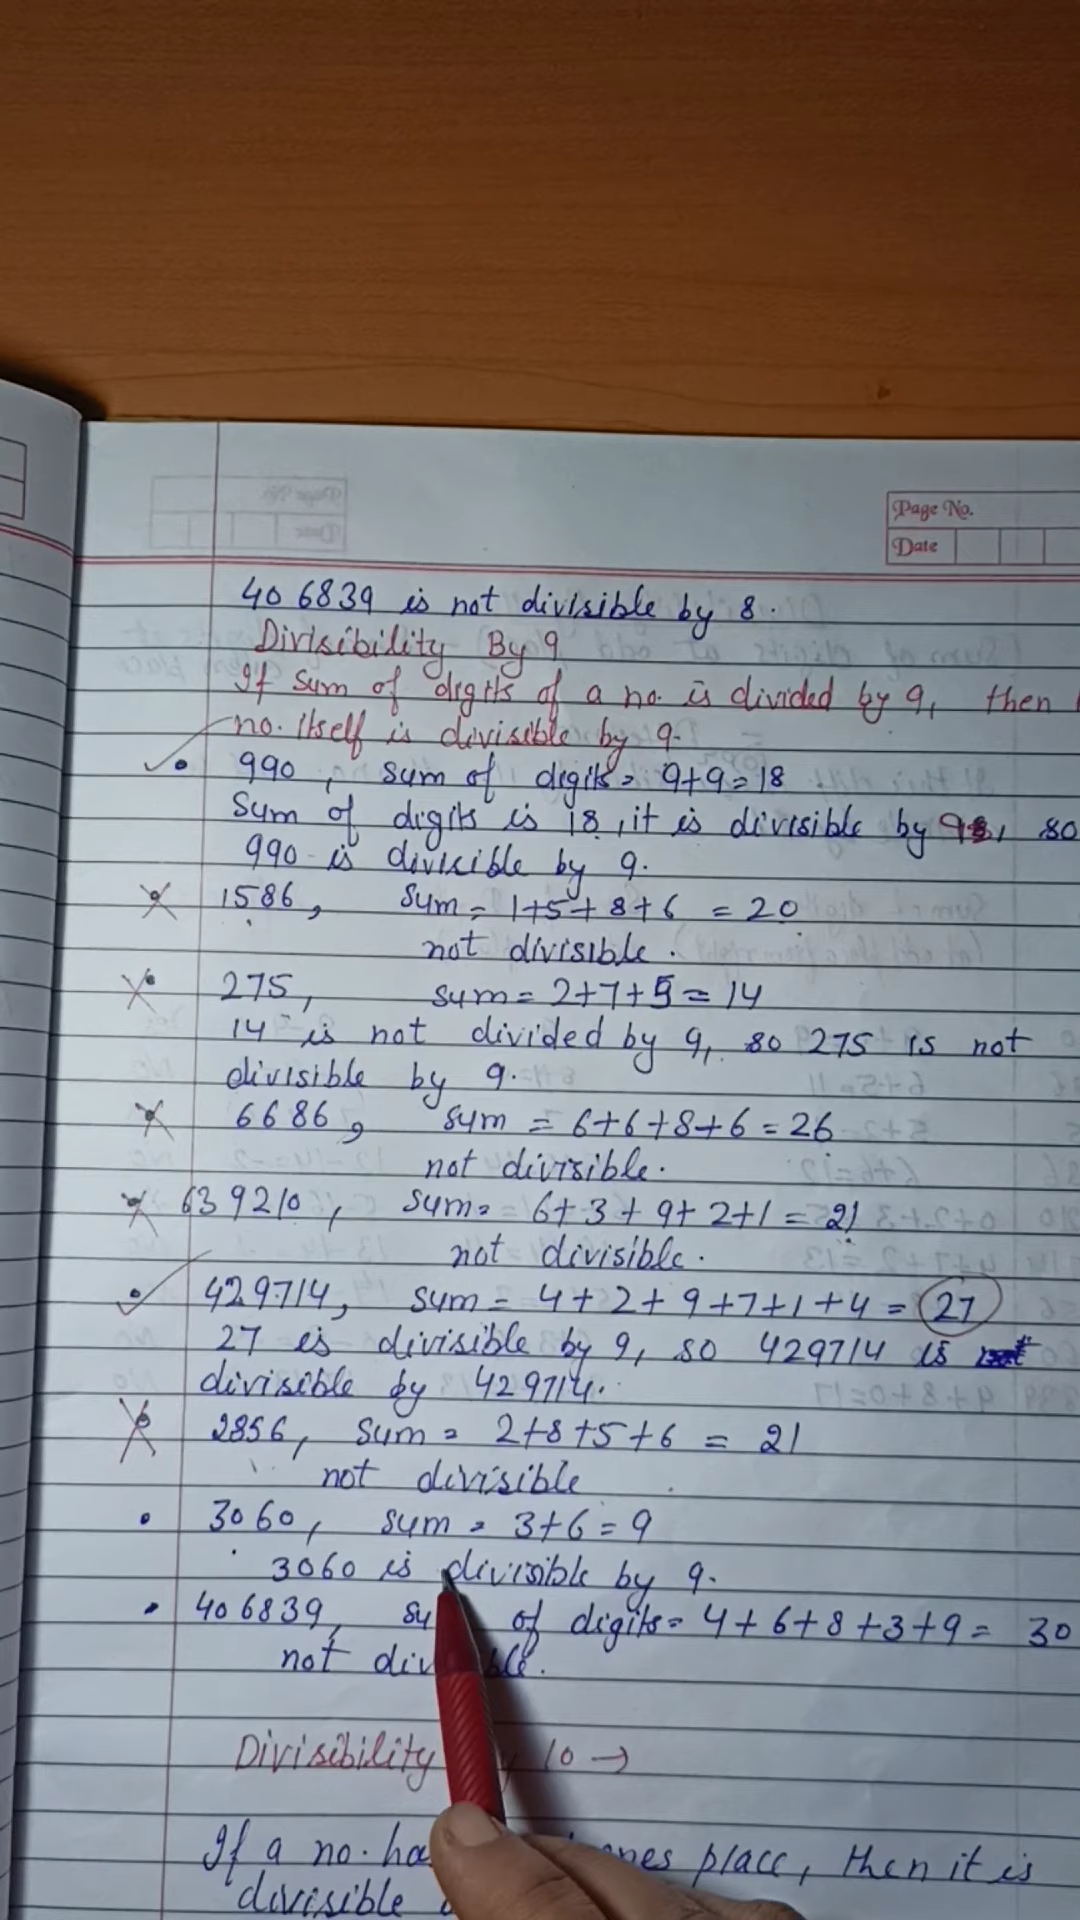 Page No.
Date
406839 is not divisible by 8.
Divisibility By 9
If sum of digits of a no. is divided by 9, then
no. itself is divisible by 9.
990, sum of digits = 9+9=18
Sum of digits is 18, it is divisible by 9, so
990 is divisible by 9.
1586, sum = 1+5+8+6 = 20
not divisible.
275, sum = 2+7+5 = 14
14 is not divided by 9, so 275 is not
divisible by 9.
6686, sum = 6+6+8+6 = 26
not divisible.
639210, sum = 6+3+9+2+1 = 21
not divisible.
429714, sum = 4+2+9+7+1+4 = 27
27 is divisible by 9, so 429714 is
divisible by 429714.
2856, sum = 2+8+5+6 = 21
not divisible
3060, sum = 3+6 = 9
3060 is divisible by 9.
406839, of digits = 4+6+8+3+9 = 30
not
Divisibility 10 →
If a no. place, then it is
divisible